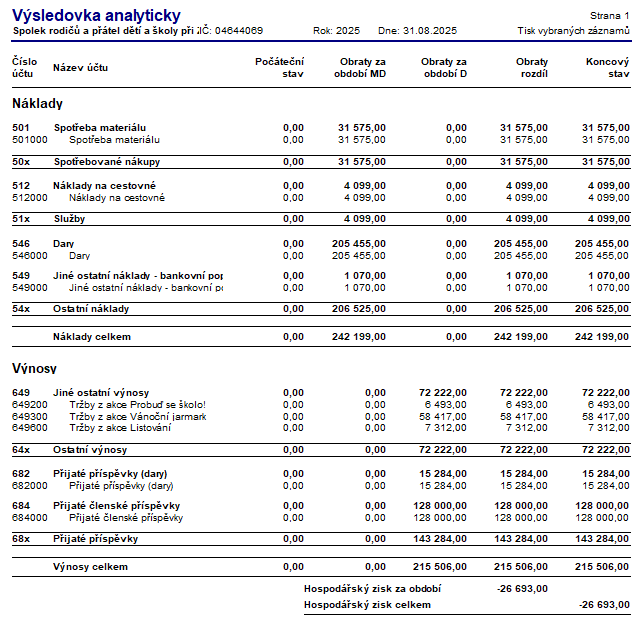 Výsledovka analyticky Strana 1
Spolek rodičů a přátel dětí a školy při IČ: 04644069 Rok: 2025 Dne: 31.08.2025 Tisk vybraných záznamů
Číslo účtu Název účtu Počáteční stav Obraty za období MD Obraty za období D Obraty rozdíl Koncový stav
Náklady
501 Spotřeba materiálu 0,00 31 575,00 0,00 31 575,00 31 575,00
501000 Spotřeba materiálu 0,00 31 575,00 0,00 31 575,00 31 575,00
50x Spotřebované nákupy 0,00 31 575,00 0,00 31 575,00 31 575,00
512 Náklady na cestovné 0,00 4 099,00 0,00 4 099,00 4 099,00
512000 Náklady na cestovné 0,00 4 099,00 0,00 4 099,00 4 099,00
51x Služby 0,00 4 099,00 0,00 4 099,00 4 099,00
546 Dary 0,00 205 455,00 0,00 205 455,00 205 455,00
546000 Dary 0,00 205 455,00 0,00 205 455,00 205 455,00
549 Jiné ostatní náklady - bankovní pop 0,00 1 070,00 0,00 1 070,00 1 070,00
549000 Jiné ostatní náklady - bankovní po 0,00 1 070,00 0,00 1 070,00 1 070,00
54x Ostatní náklady 0,00 206 525,00 0,00 206 525,00 206 525,00
Náklady celkem 0,00 242 199,00 0,00 242 199,00 242 199,00
Výnosy
649 Jiné ostatní výnosy 0,00 0,00 72 222,00 72 222,00 72 222,00
649200 Tržby z akce Probuď se školo! 0,00 0,00 6 493,00 6 493,00 6 493,00
649300 Tržby z akce Vánoční jarmark 0,00 0,00 58 417,00 58 417,00 58 417,00
649600 Tržby z akce Listování 0,00 0,00 7 312,00 7 312,00 7 312,00
64x Ostatní výnosy 0,00 0,00 72 222,00 72 222,00 72 222,00
682 Přijaté příspěvky (dary) 0,00 0,00 15 284,00 15 284,00 15 284,00
682000 Přijaté příspěvky (dary) 0,00 0,00 15 284,00 15 284,00 15 284,00
684 Přijaté členské příspěvky 0,00 0,00 128 000,00 128 000,00 128 000,00
684000 Přijaté členské příspěvky 0,00 0,00 128 000,00 128 000,00 128 000,00
68x Přijaté příspěvky 0,00 0,00 143 284,00 143 284,00 143 284,00
Výnosy celkem 0,00 0,00 215 506,00 215 506,00 215 506,00
Hospodářský zisk za období -26 693,00
Hospodářský zisk celkem -26 693,00